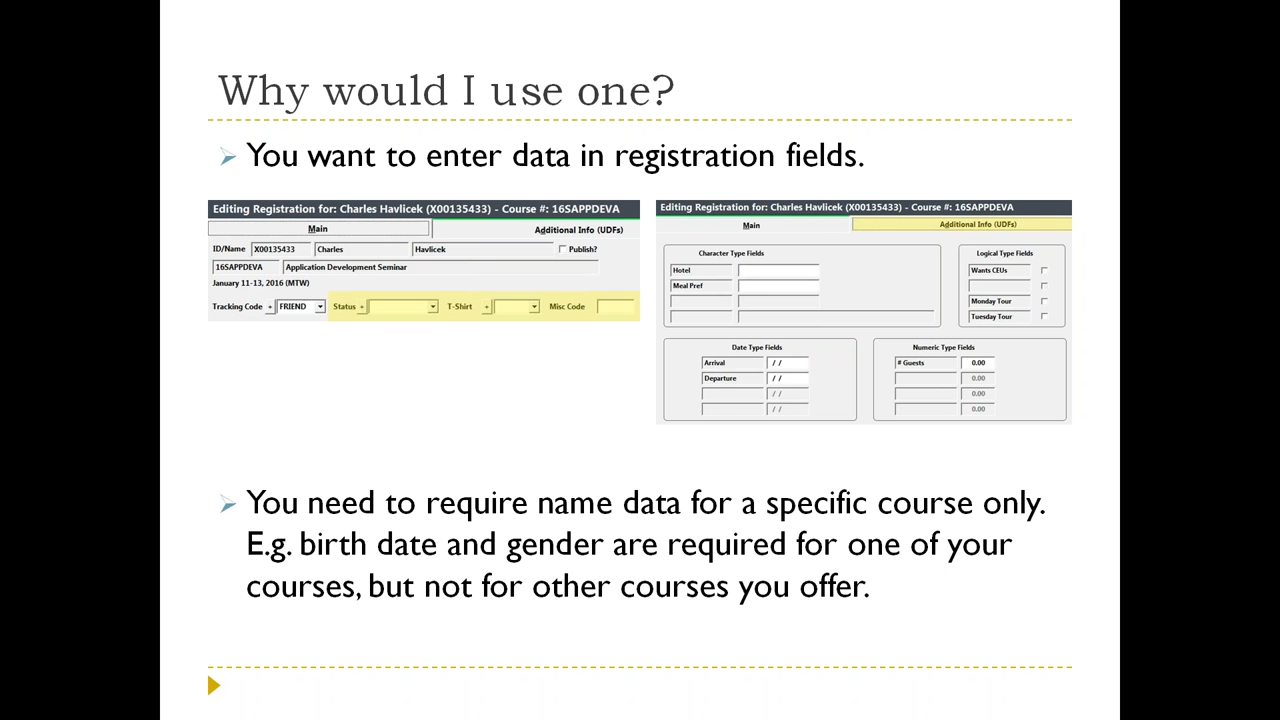 Why would I use one?
You want to enter data in registration fields.
Editing Registration for: Charles Havlicek (X00135433) - Course #: 16SAPPDEVA
Main Additional Info (UDFs)
ID/Name X00135433 Charles Havlicek Publish?
16SAPPDEVA Application Development Seminar
January 11-13, 2016 (MTW)
Tracking Code + FRIEND Status + T-Shirt + Misc Code
Editing Registration for: Charles Havlicek (X00135433) - Course #: 16SAPPDEVA
Main Additional Info (UDFs)
Character Type Fields
Hotel
Meal Pref
Logical Type Fields
Wants CEUs
Monday Tour
Tuesday Tour
Date Type Fields
Arrival / /
Departure / /
/ /
/ /
Numeric Type Fields
# Guests 0.00
0.00
0.00
0.00
You need to require name data for a specific course only.
E.g. birth date and gender are required for one of your
courses, but not for other courses you offer.